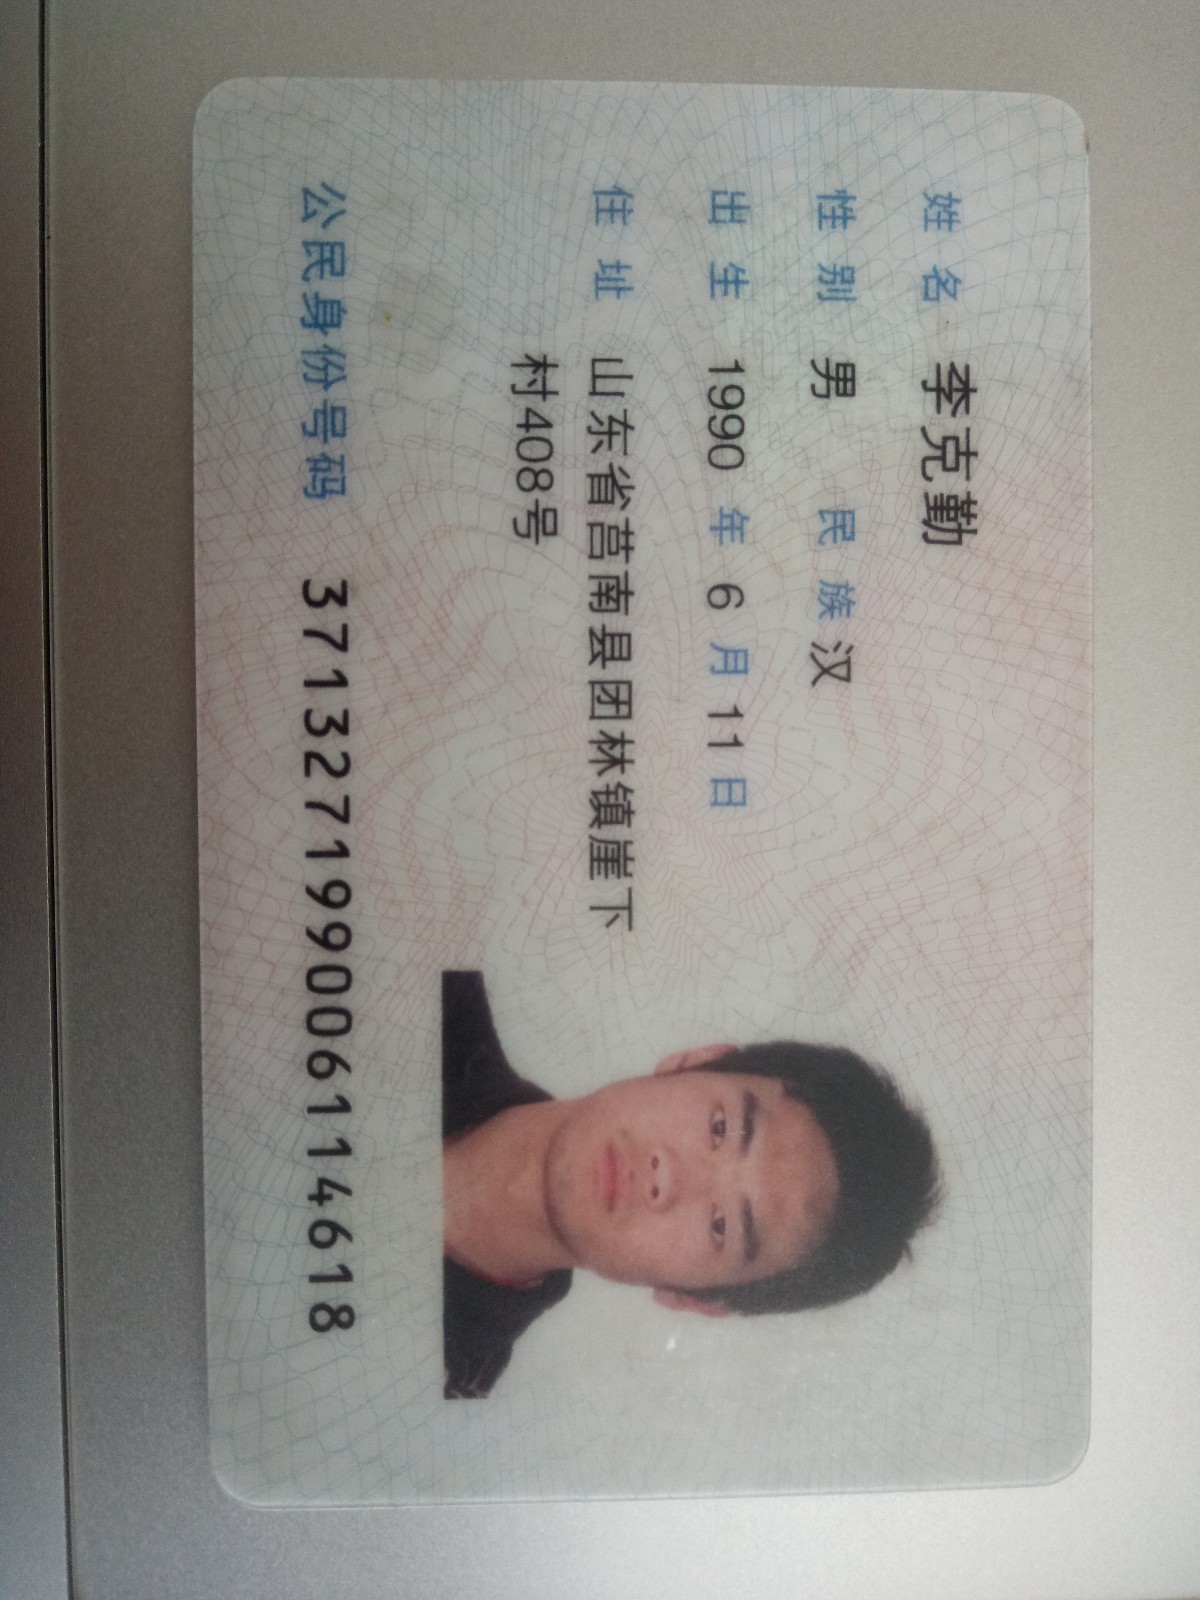 姓名 李克勤
性别 男 民族 汉
出生 1990 年 6 月 11 日
住址 山东省莒南县团林镇崖下
村408号
公民身份号码 371327199006114618